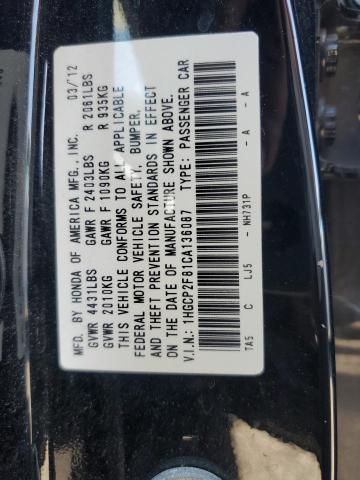 MFD. BY HONDA OF AMERICA MFG., INC. 03/12
GVWR 4431LBS GAWR F 2403LBS R 2061LBS
GVWR 2010KG GAWR F 1090KG R 935KG
THIS VEHICLE CONFORMS TO ALL APPLICABLE
FEDERAL MOTOR VEHICLE SAFETY, BUMPER,
AND THEFT PREVENTION STANDARDS IN EFFECT
ON THE DATE OF MANUFACTURE SHOWN ABOVE.
V.I.N.: 1HGCP2F81CA136087 TYPE: PASSENGER CAR
TA5 C LJ5 - NH731P - A - A